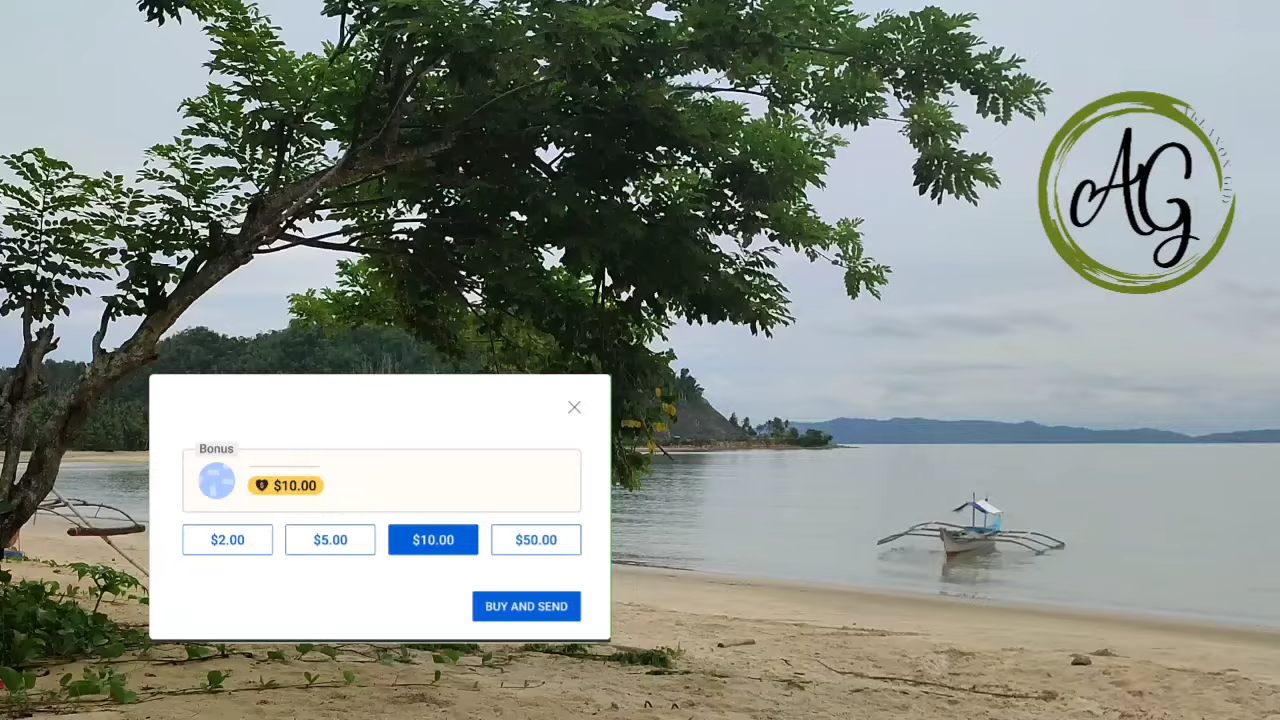 AG
Bonus
$10.00
$2.00
$5.00
$10.00
$50.00
BUY AND SEND